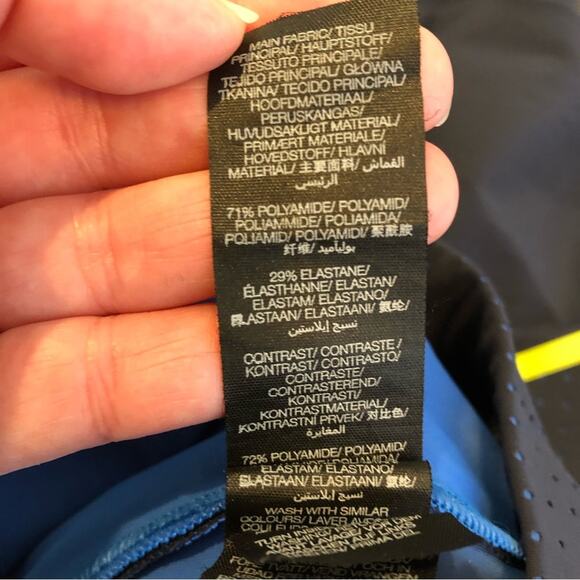 MAIN FABRIC/ TISSU
PRINCIPAL/ HAUPTSTOFF/
TESSUTO PRINCIPALE/
TEJIDO PRINCIPAL/ GŁÓWNA
TKANINA/ TECIDO PRINCIPAL/
HOOFDMATERIAAL/
PERUSKANGAS/
HUVUDSAKLIGT MATERIAL/
PRIMÆRT MATERIALE/
HOVEDSTOFF/ HLAVNÍ
MATERIÁL/ 主要面料/ القماش
الرئيسي
71% POLYAMIDE/ POLYAMID/
POLIAMMIDE/ POLIAMIDA/
POLIAMID/ POLYAMIDI/ 聚酰胺
纤维/ بولياميد
29% ELASTANE/
ÉLASTHANNE/ ELASTAN/
ELASTAM/ ELASTANO/
ELASTAAN/ ELASTAANI/ 氨纶/
نسيج إيلاستين
CONTRAST/ CONTRASTE/
KONTRAST/ CONTRASTO/
CONTRASTE/
CONTRASTEREND/
KONTRASTI/
KONTRASTMATERIAL/
KONTRASTNÍ PRVEK/ 对比色/
المغايرة
72% POLYAMIDE/ POLYAMID/
ELASTAM/ ELASTANO/
ELASTAAN/ ELASTAANI/ 氨纶/
نسيج إيلاستين
WASH WITH SIMILAR
COLOURS/ LAVER AVEC DE